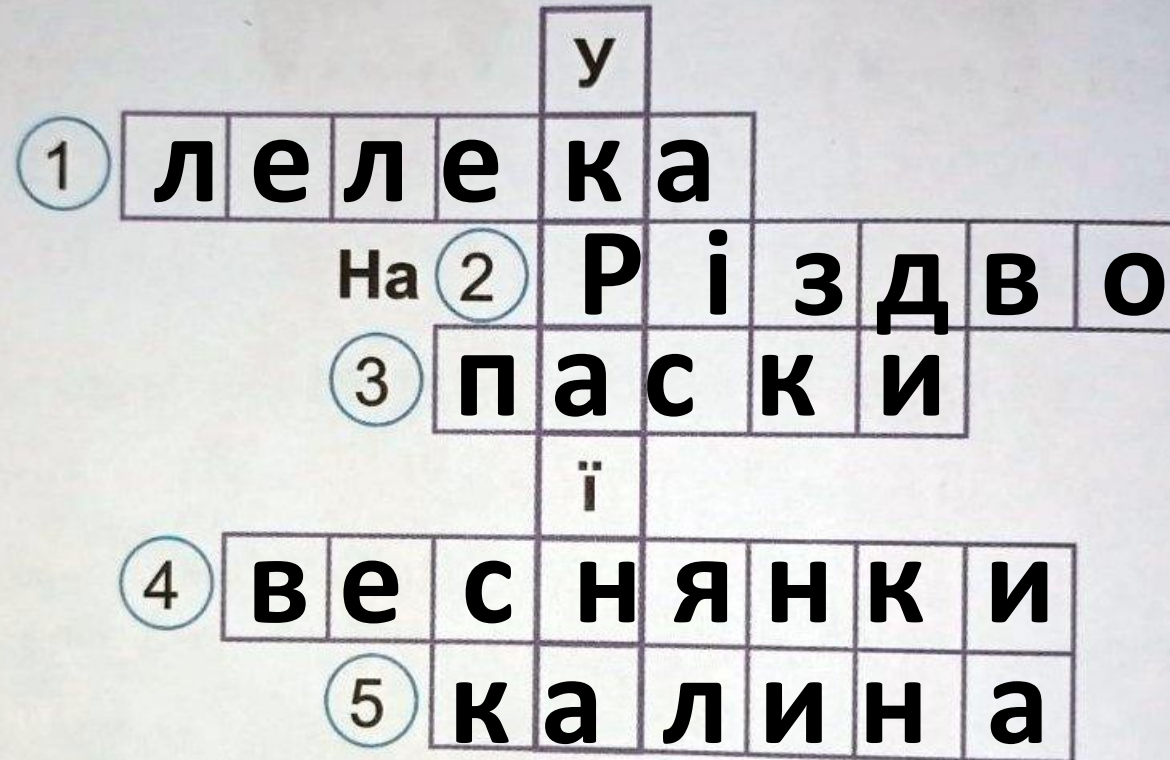 У
1 лелека
На 2 Різдво
3 паски
ї
4 веснянки
5 калина